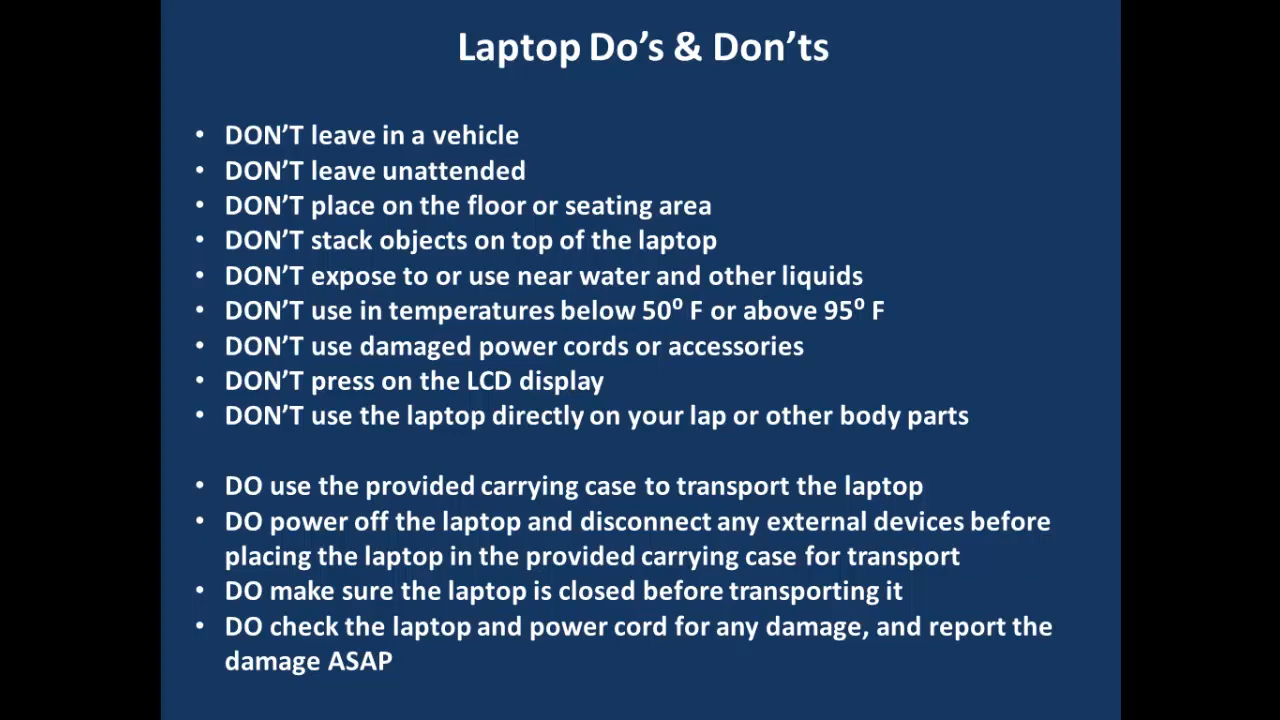 Laptop Do’s & Don’ts
• DON’T leave in a vehicle
• DON’T leave unattended
• DON’T place on the floor or seating area
• DON’T stack objects on top of the laptop
• DON’T expose to or use near water and other liquids
• DON’T use in temperatures below 50⁰ F or above 95⁰ F
• DON’T use damaged power cords or accessories
• DON’T press on the LCD display
• DON’T use the laptop directly on your lap or other body parts
• DO use the provided carrying case to transport the laptop
• DO power off the laptop and disconnect any external devices before
placing the laptop in the provided carrying case for transport
• DO make sure the laptop is closed before transporting it
• DO check the laptop and power cord for any damage, and report the
damage ASAP